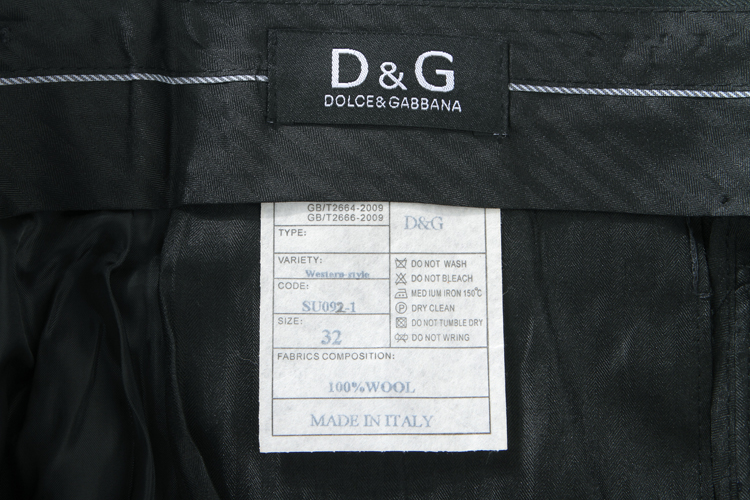 D&G
DOLCE&GABBANA
GB/T2664-2009
GB/T2666-2009
D&G
TYPE:
VARIETY:
Western-style
CODE:
SU092-1
SIZE:
32
DO NOT WASH
DO NOT BLEACH
MEDIUM IRON 150℃
DRY CLEAN
DO NOT TUMBLE DRY
DO NOT WRING
FABRICS COMPOSITION:
100%WOOL
MADE IN ITALY